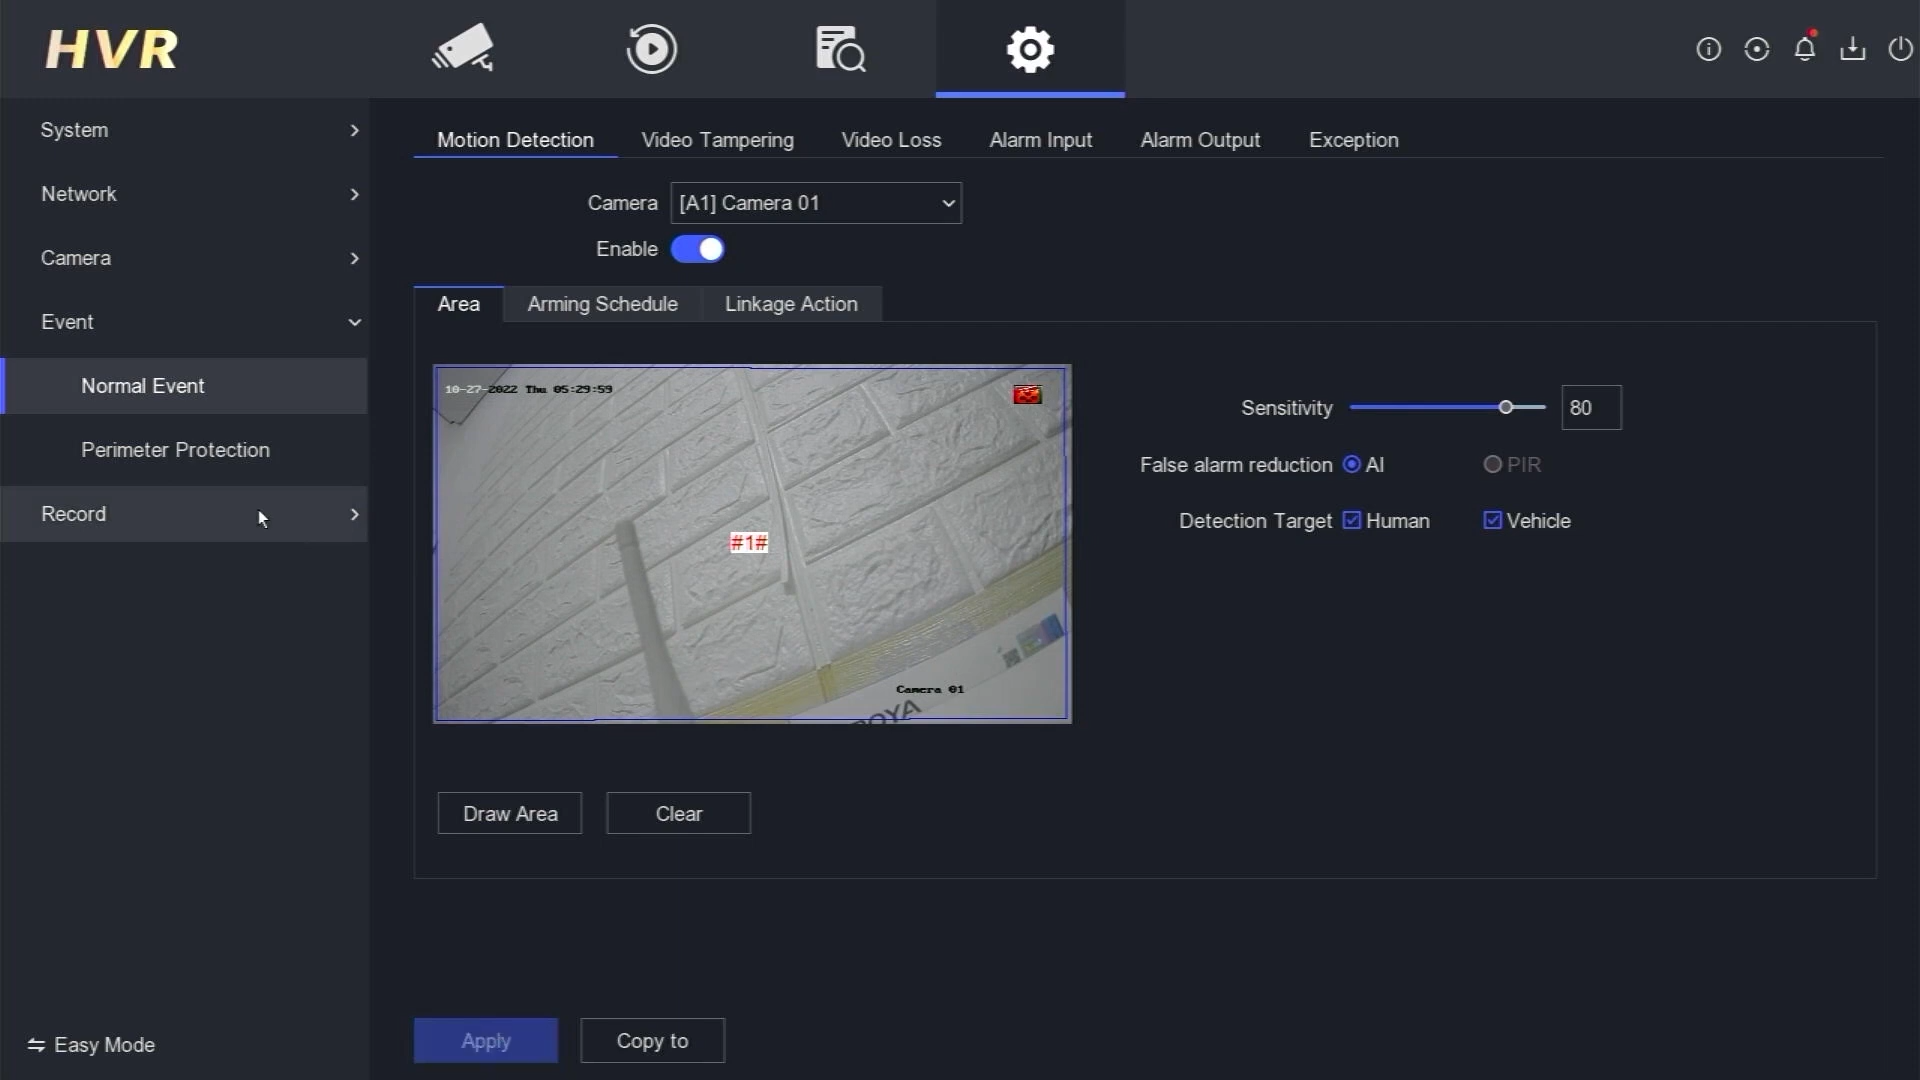 HVR
System
Network
Camera
Event
Normal Event
Perimeter Protection
Record
Easy Mode
Motion Detection Video Tampering Video Loss Alarm Input Alarm Output Exception
Camera [A1] Camera 01
Enable
Area Arming Schedule Linkage Action
10-27-2022 Thu 05:29:59
#1#
Camera 01
OYA
Sensitivity 80
False alarm reduction AI PIR
Detection Target Human Vehicle
Draw Area Clear
Apply Copy to